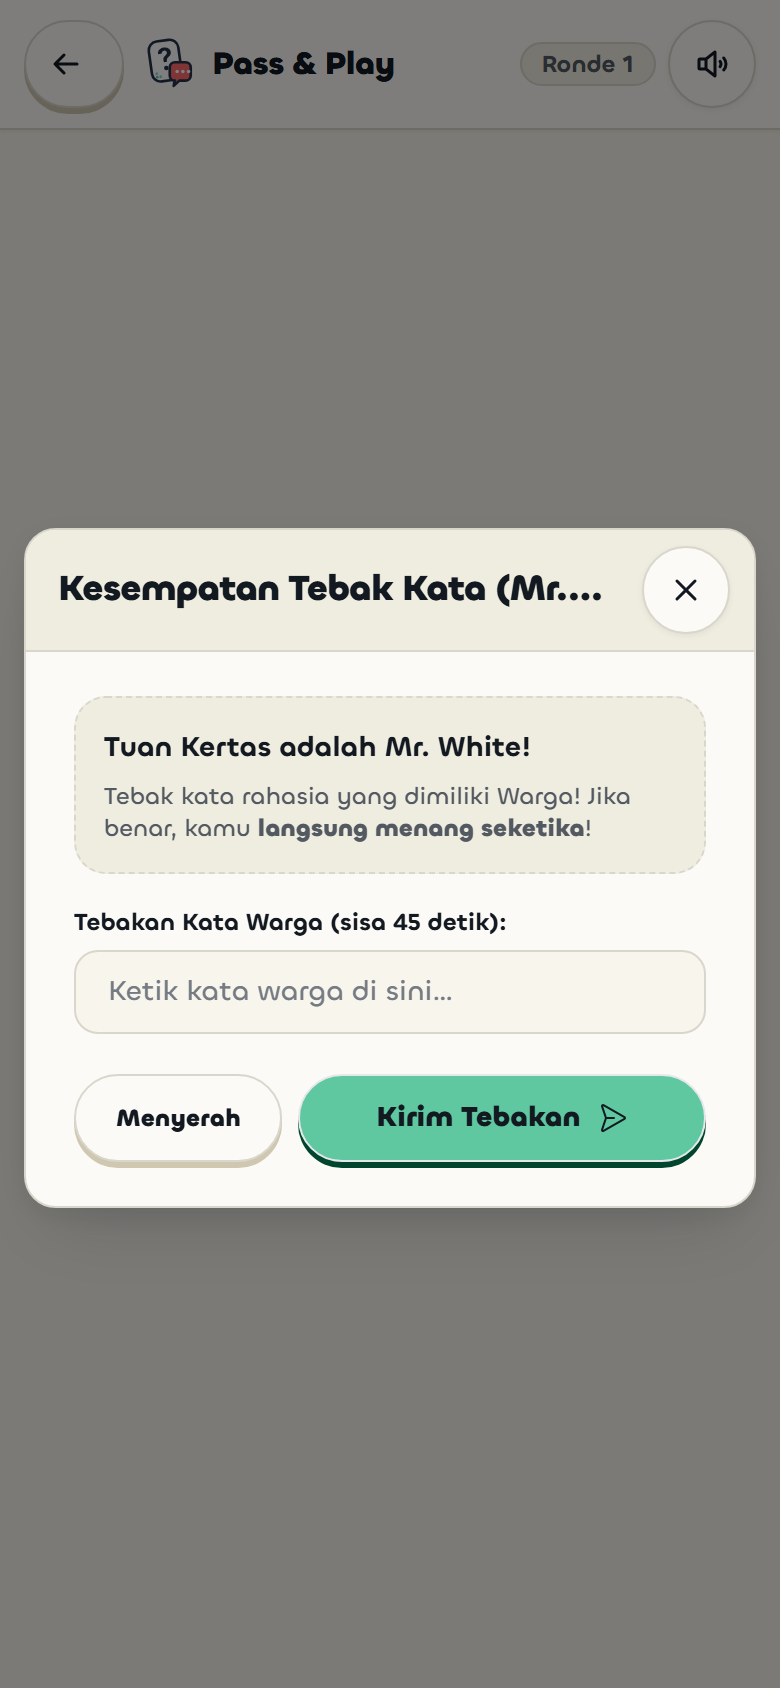 Pass & Play
Ronde 1
Kesempatan Tebak Kata (Mr....
Tuan Kertas adalah Mr. White!
Tebak kata rahasia yang dimiliki Warga! Jika
benar, kamu langsung menang seketika!
Tebakan Kata Warga (sisa 45 detik):
Ketik kata warga di sini...
Menyerah
Kirim Tebakan